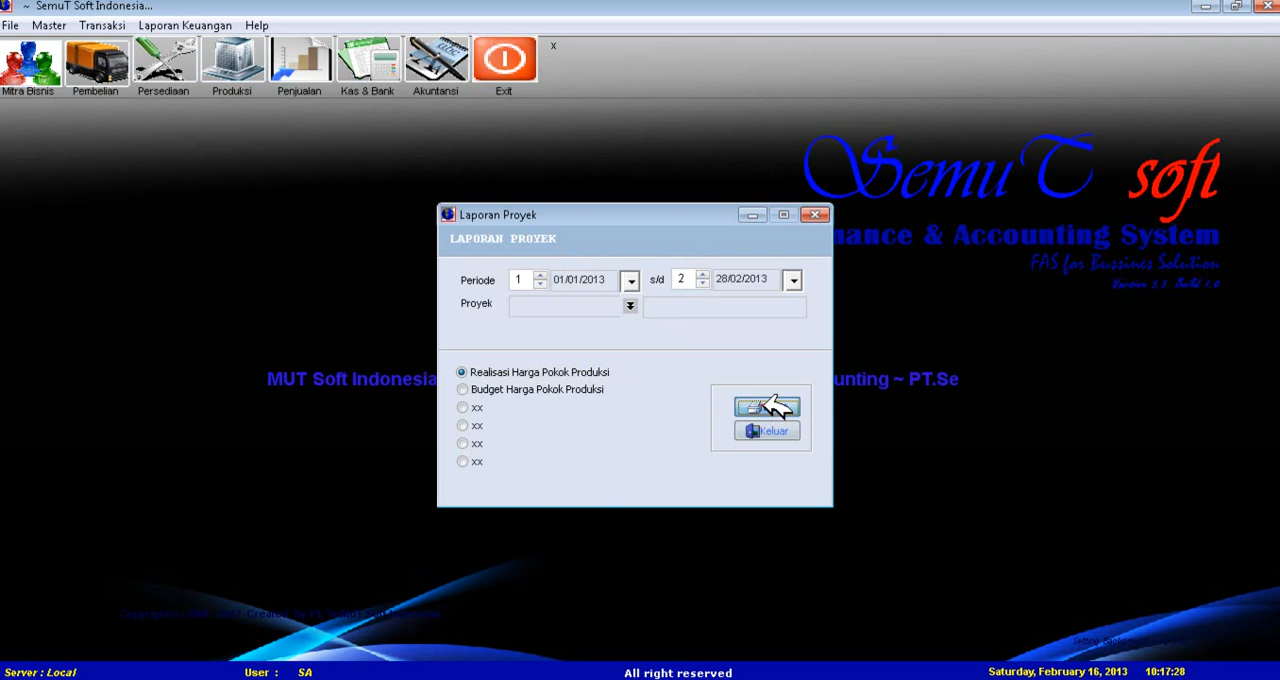 ~ SemuT Soft Indonesia...
File Master Transaksi Laporan Keuangan Help
x
Mitra Bisnis Pembelian Persediaan Produksi Penjualan Kas & Bank Akuntansi Exit
SemuT soft
nance & Accounting System
FAS for Bussines Solution
Laporan Proyek
LAPORAN PROYEK
Periode 1 01/01/2013 s/d 2 28/02/2013
Proyek
Realisasi Harga Pokok Produksi
Budget Harga Pokok Produksi
xx
xx
xx
xx
Keluar
MUT Soft Indonesia
unting ~ PT.Se
Server : Local User : SA All right reserved Saturday, February 16, 2013 10:17:28